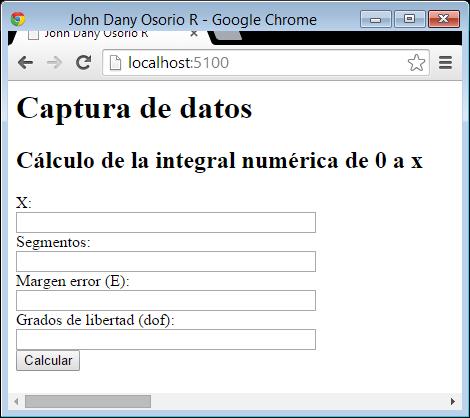 John Dany Osorio R - Google Chrome
John Dany Osorio R
localhost:5100
Captura de datos
Cálculo de la integral numérica de 0 a x
X:
Segmentos:
Margen error (E):
Grados de libertad (dof):
Calcular